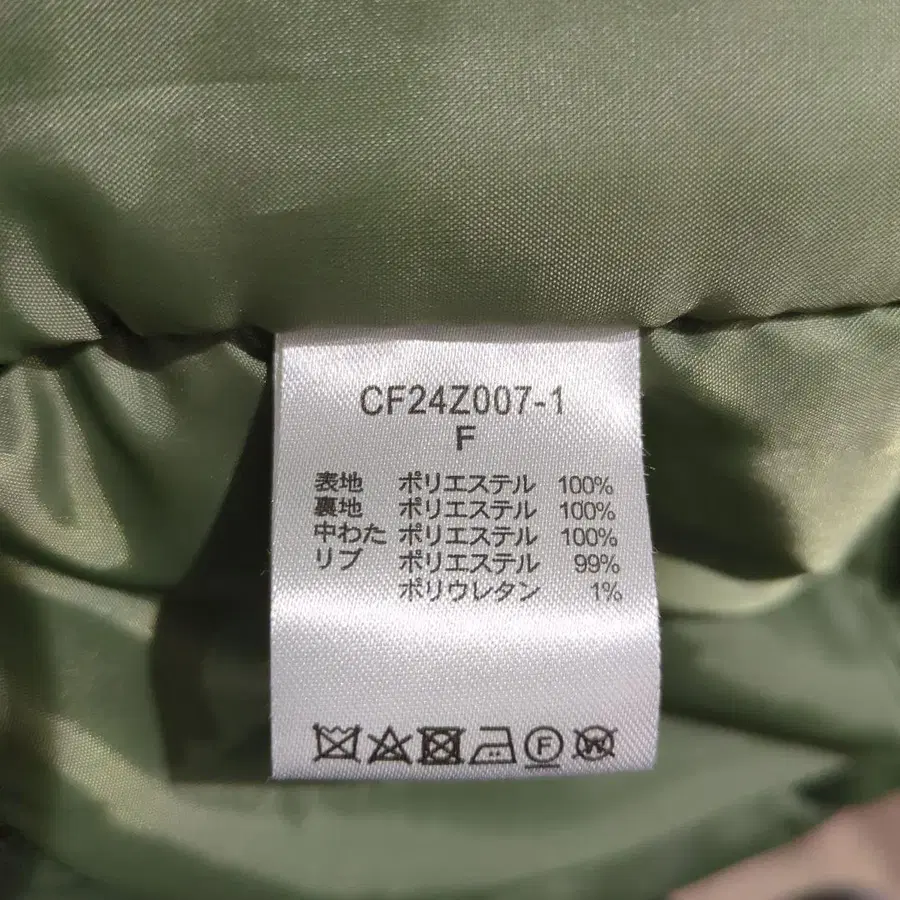 CF24Z007-1
F
表地 ポリエステル 100%
裏地 ポリエステル 100%
中わた ポリエステル 100%
リブ ポリエステル 99%
ポリウレタン 1%
F W